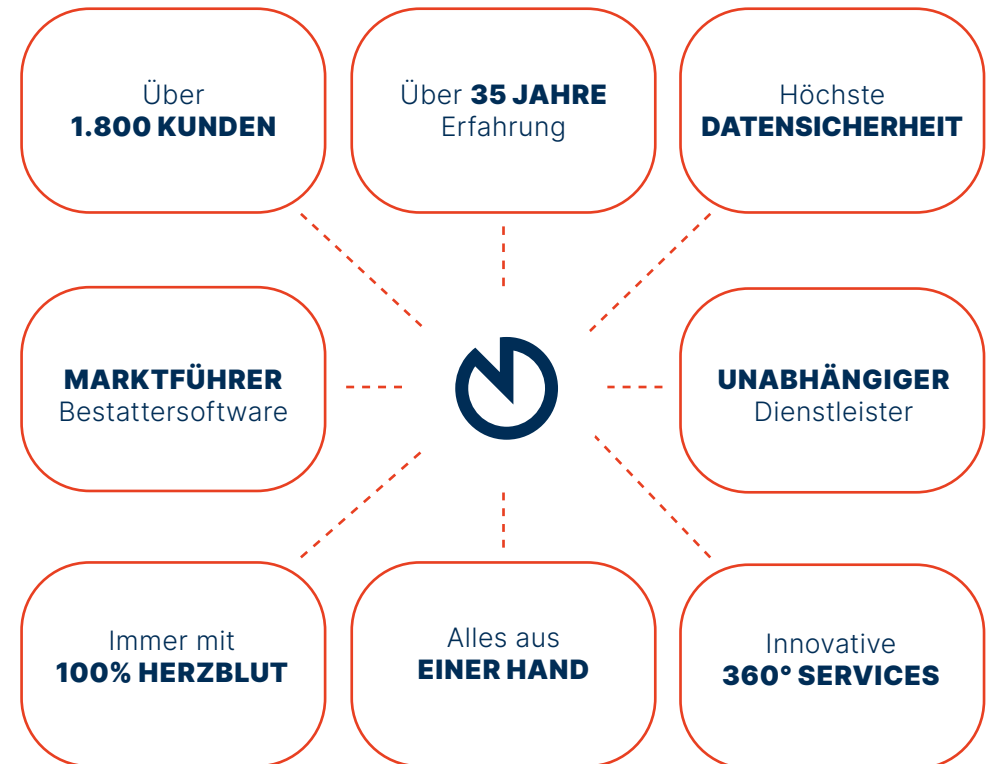 Über
1.800 KUNDEN
Über 35 JAHRE
Erfahrung
Höchste
DATENSICHERHEIT
MARKTFÜHRER
Bestattersoftware
UNABHÄNGIGER
Dienstleister
Immer mit
100% HERZBLUT
Alles aus
EINER HAND
Innovative
360° SERVICES